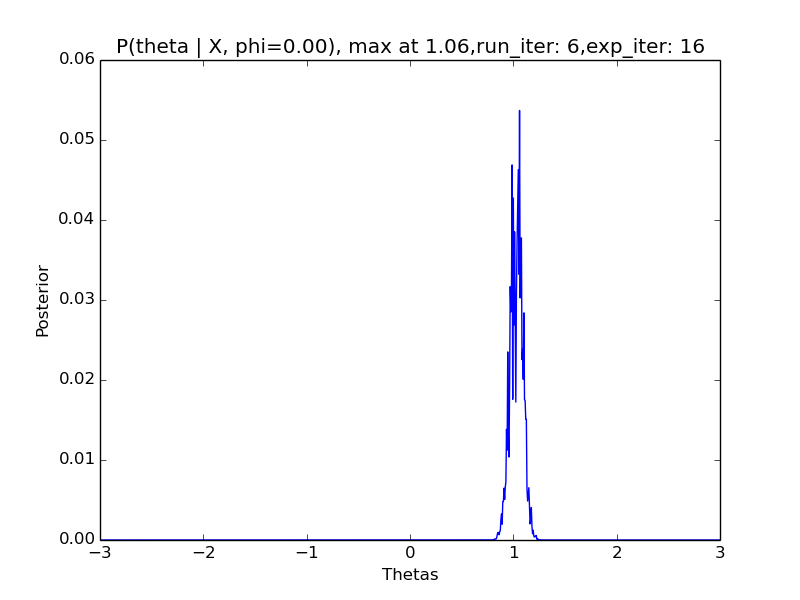 P(theta | X, phi=0.00), max at 1.06,run_iter: 6,exp_iter: 16
0.06
0.05
0.04
0.03
0.02
0.01
0.00
Posterior
−3 −2 −1 0 1 2 3
Thetas